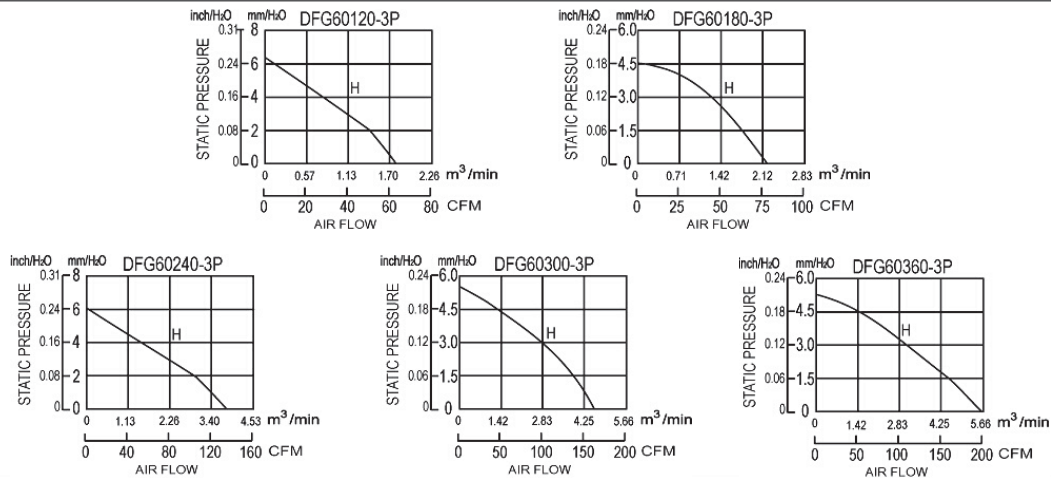 inch/H2O mm/H2O DFG60120-3P
0.31 8
0.24 6
0.16 4
0.08 2
0 0
STATIC PRESSURE
H
0 0.57 1.13 1.70 2.26 m³/min
0 20 40 60 80 CFM
AIR FLOW
inch/H2O mm/H2O DFG60180-3P
0.24 6.0
0.18 4.5
0.12 3.0
0.06 1.5
0 0
STATIC PRESSURE
H
0 0.71 1.42 2.12 2.83 m³/min
0 25 50 75 100 CFM
AIR FLOW
inch/H2O mm/H2O DFG60240-3P
0.31 8
0.24 6
0.16 4
0.08 2
0 0
STATIC PRESSURE
H
0 1.13 2.26 3.40 4.53 m³/min
0 40 80 120 160 CFM
AIR FLOW
inch/H2O mm/H2O DFG60300-3P
0.24 6.0
0.18 4.5
0.12 3.0
0.06 1.5
0 0
STATIC PRESSURE
H
0 1.42 2.83 4.25 5.66 m³/min
0 50 100 150 200 CFM
AIR FLOW
inch/H2O mm/H2O DFG60360-3P
0.24 6.0
0.18 4.5
0.12 3.0
0.06 1.5
0 0
STATIC PRESSURE
H
0 1.42 2.83 4.25 5.66 m³/min
0 50 100 150 200 CFM
AIR FLOW